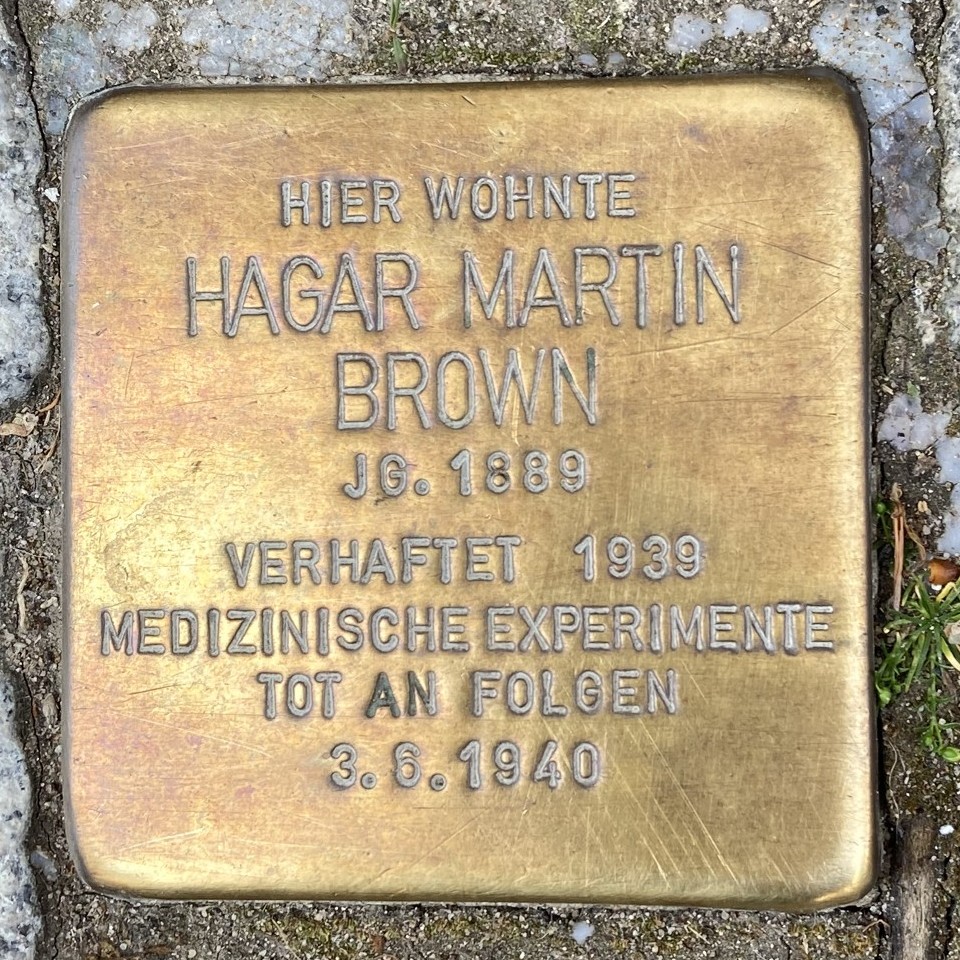 HIER WOHNTE
HAGAR MARTIN
BROWN
JG. 1889
VERHAFTET 1939
MEDIZINISCHE EXPERIMENTE
TOT AN FOLGEN
3.6.1940